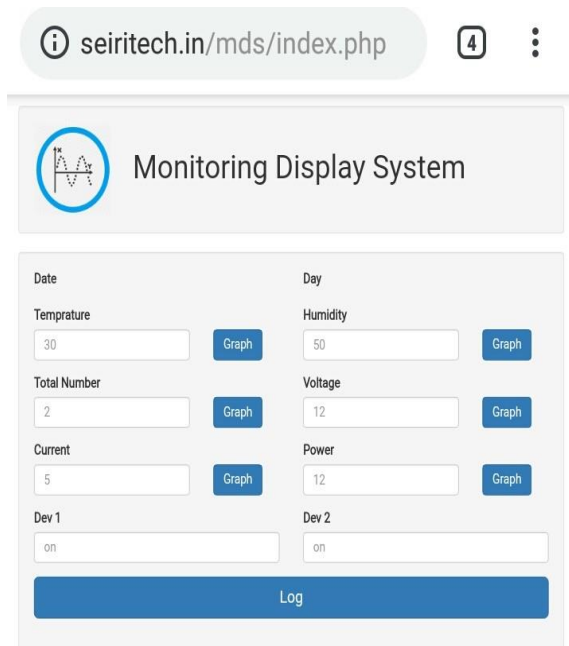 seiritech.in/mds/index.php 4
Monitoring Display System
Date Day
Temprature Humidity
30 Graph 50 Graph
Total Number Voltage
2 Graph 12 Graph
Current Power
5 Graph 12 Graph
Dev 1 Dev 2
on on
Log